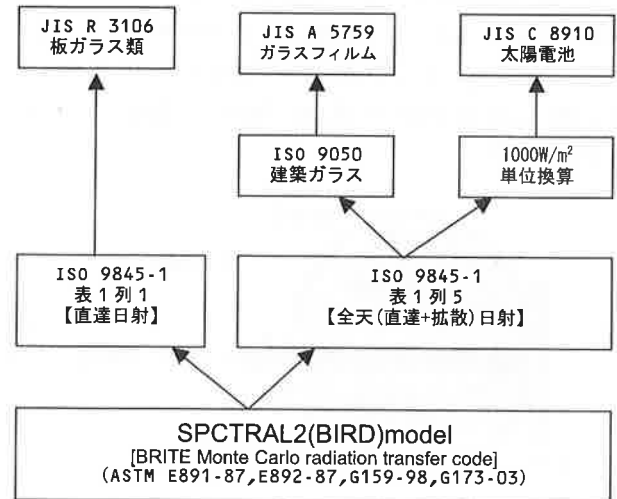 JIS R 3106
板ガラス類
JIS A 5759
ガラスフィルム
JIS C 8910
太陽電池
ISO 9050
建築ガラス
1000W/m²
単位換算
ISO 9845-1
表1列1
【直達日射】
ISO 9845-1
表1列5
【全天(直達+拡散)日射】
SPCTRAL2(BIRD)model
[BRITE Monte Carlo radiation transfer code]
(ASTM E891-87,E892-87,G159-98,G173-03)